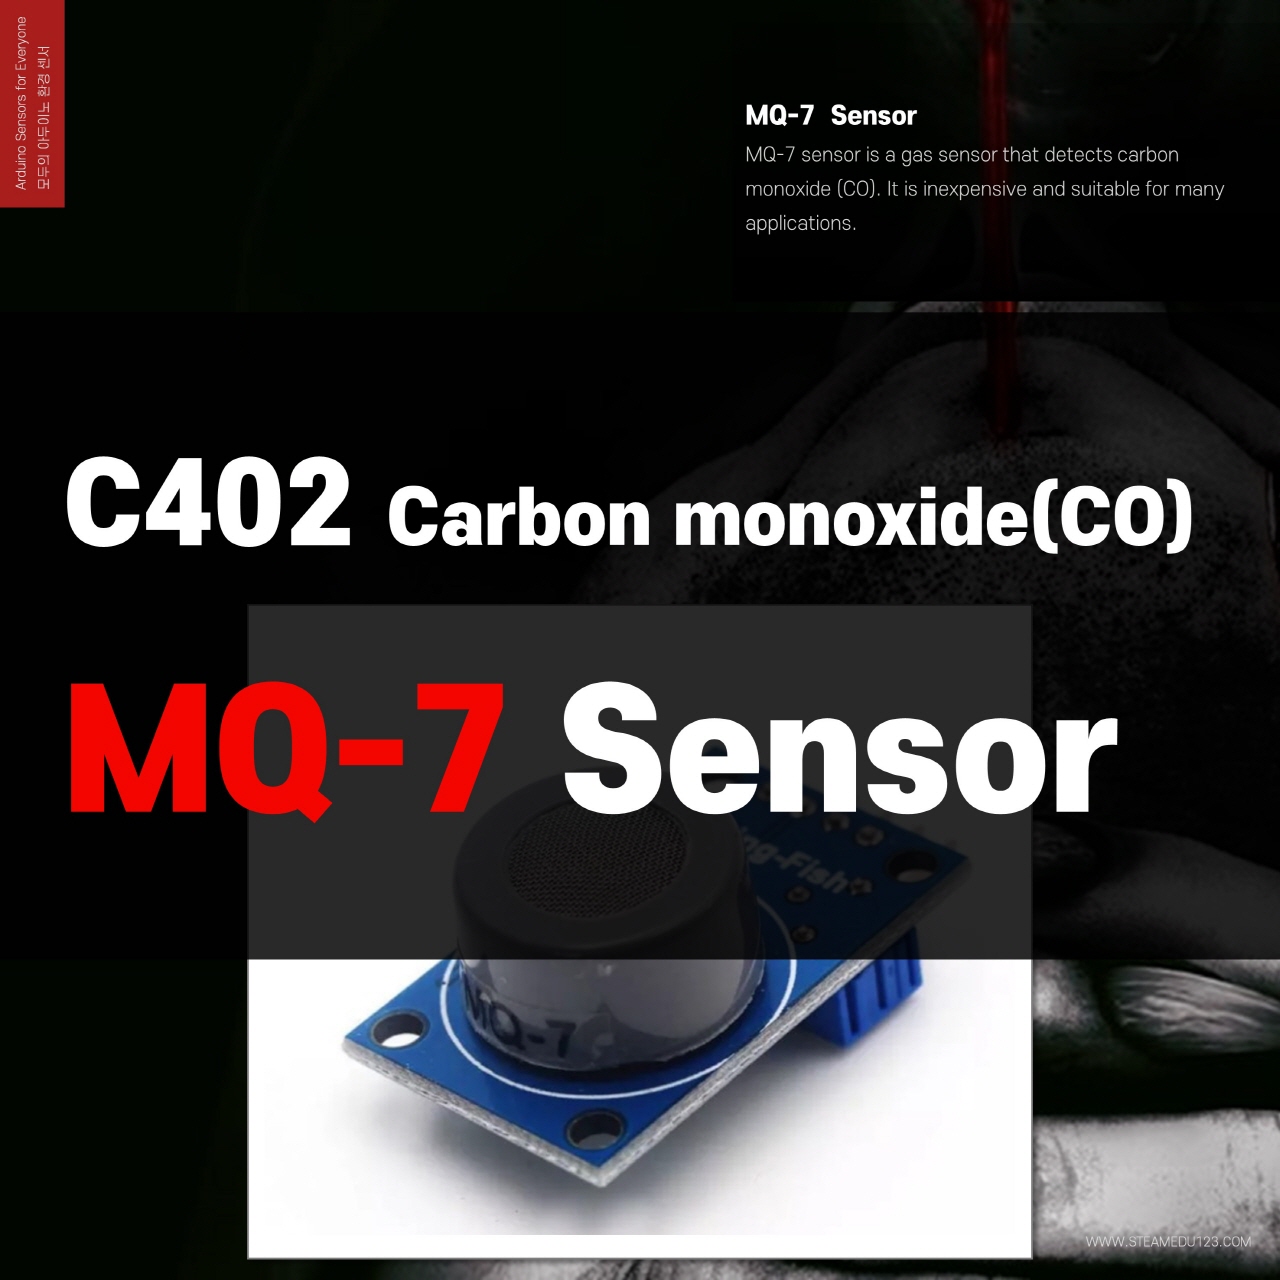 Arduino Sensors for Everyone
모두의 아두이노 환경 센서
MQ-7 Sensor
MQ-7 sensor is a gas sensor that detects carbon
monoxide (CO). It is inexpensive and suitable for many
applications.
C402 Carbon monoxide(CO)
MQ-7 Sensor
ing-Fish
MQ-7
WWW.STEAMEDU123.COM